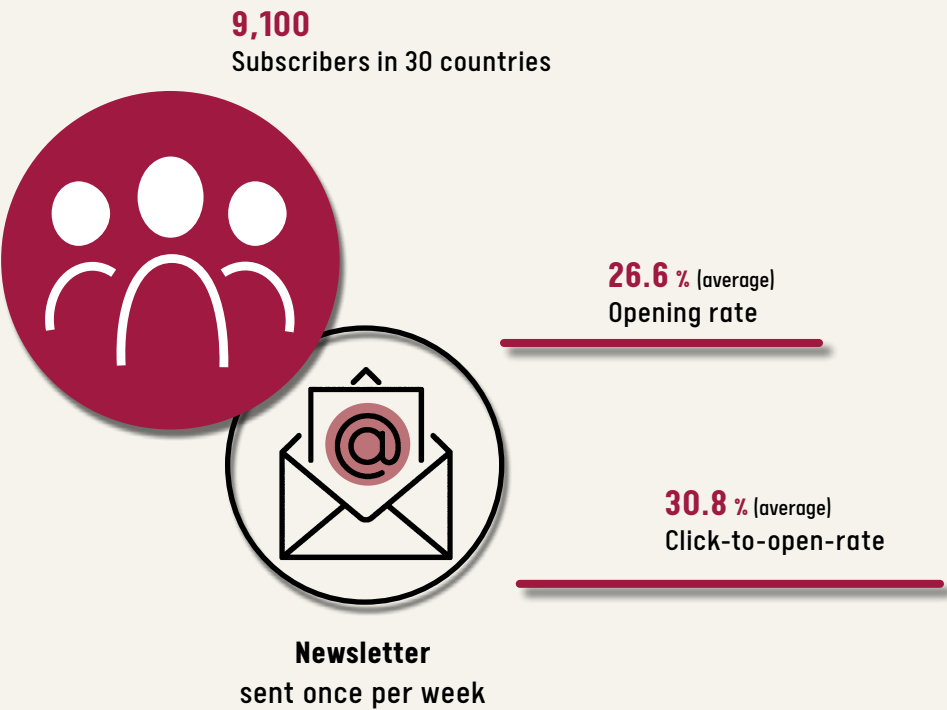 9,100
Subscribers in 30 countries
26.6 % (average)
Opening rate
@
30.8 % (average)
Click-to-open-rate
Newsletter
sent once per week